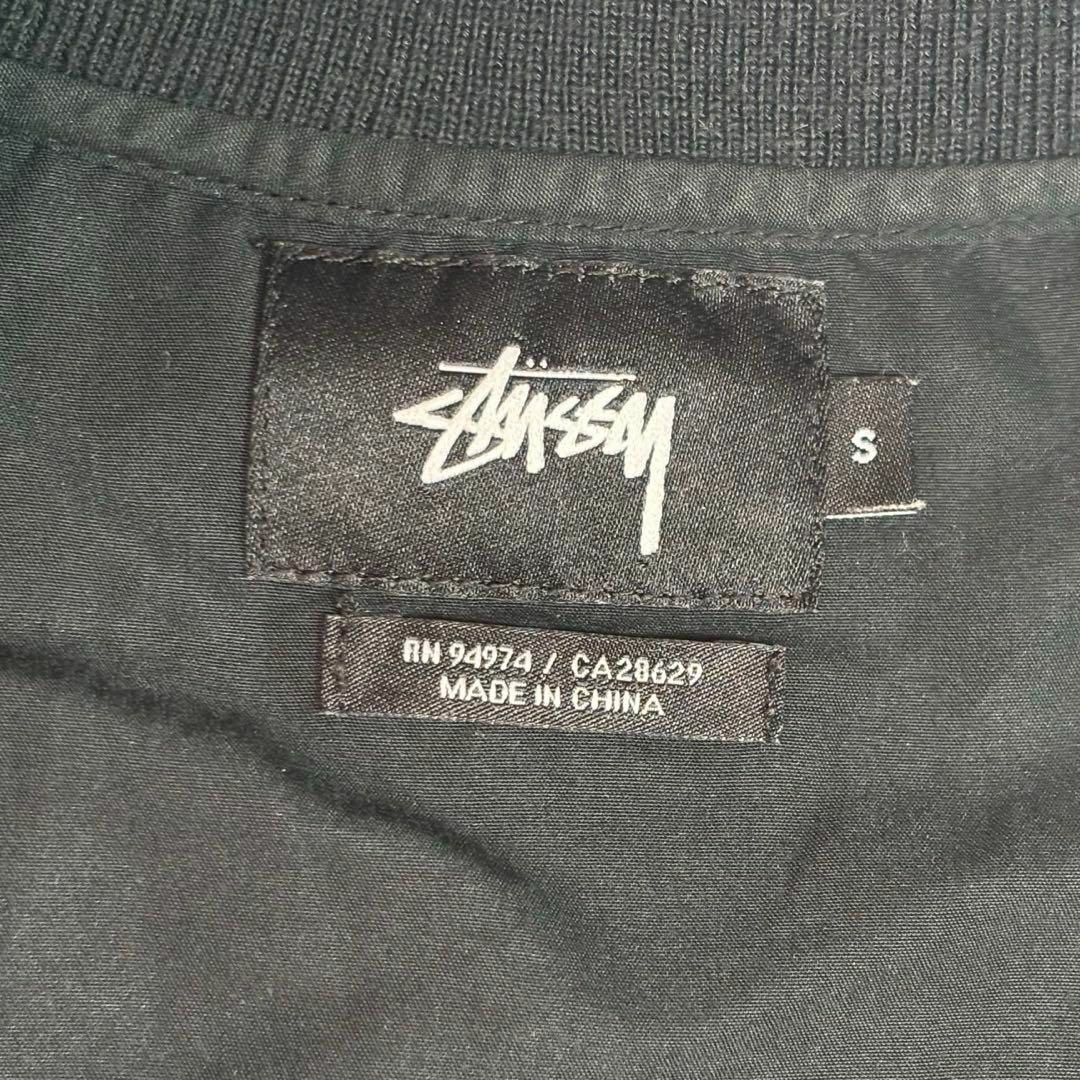 Stüssy
S
RN 94974 / CA28629
MADE IN CHINA